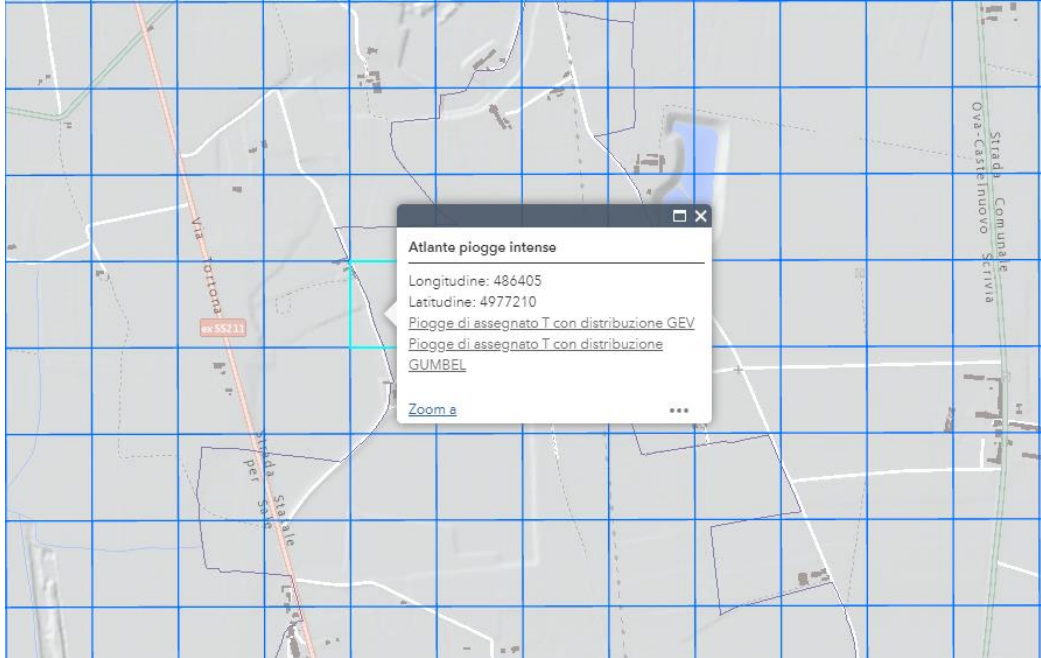 Strada Comunale
Ova-Castelnuovo Scrivia
Via Tortona
ex SS211
Atlante piogge intense
Longitudine: 486405
Latitudine: 4977210
Piogge di assegnato T con distribuzione GEV
Piogge di assegnato T con distribuzione
GUMBEL
Zoom a
Strada Statale
per Sale